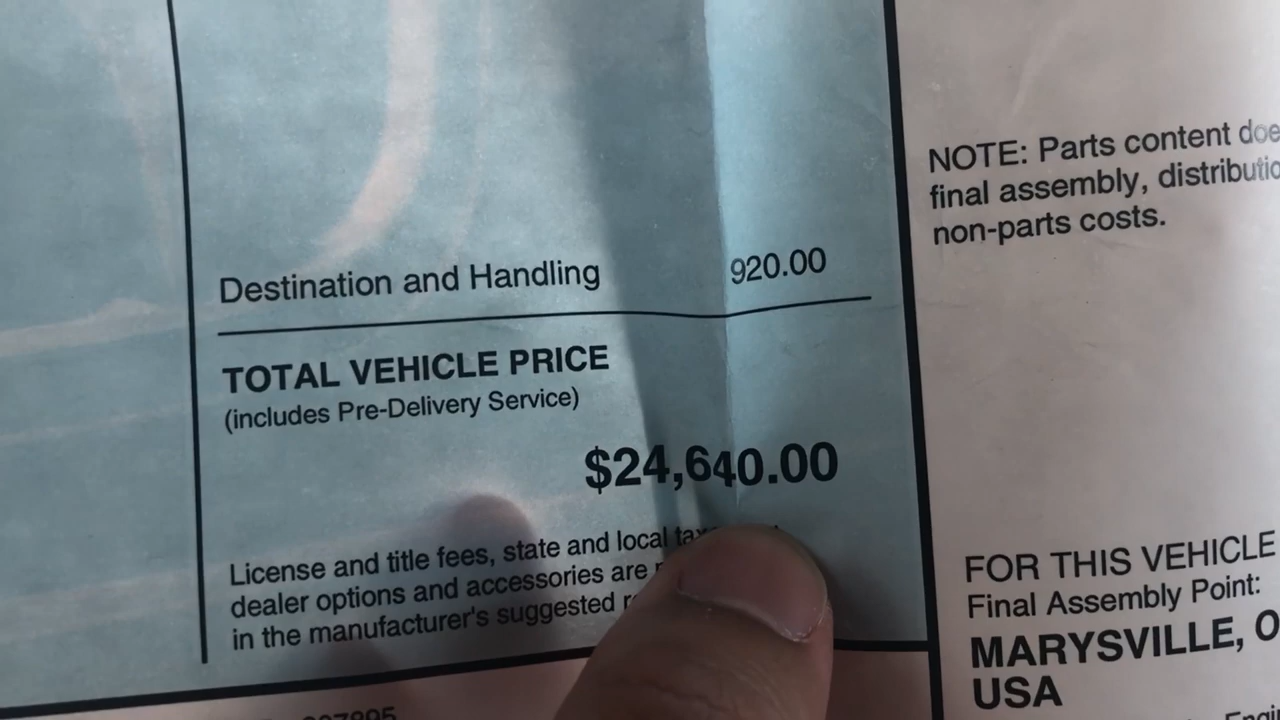 Destination and Handling 920.00
TOTAL VEHICLE PRICE
(includes Pre-Delivery Service)
$24,640.00
License and title fees, state and local
dealer options and accessories are
in the manufacturer's suggested
NOTE: Parts content
final assembly,
non-parts costs.
FOR THIS VEHICLE
Final Assembly Point:
MARYSVILLE,
USA